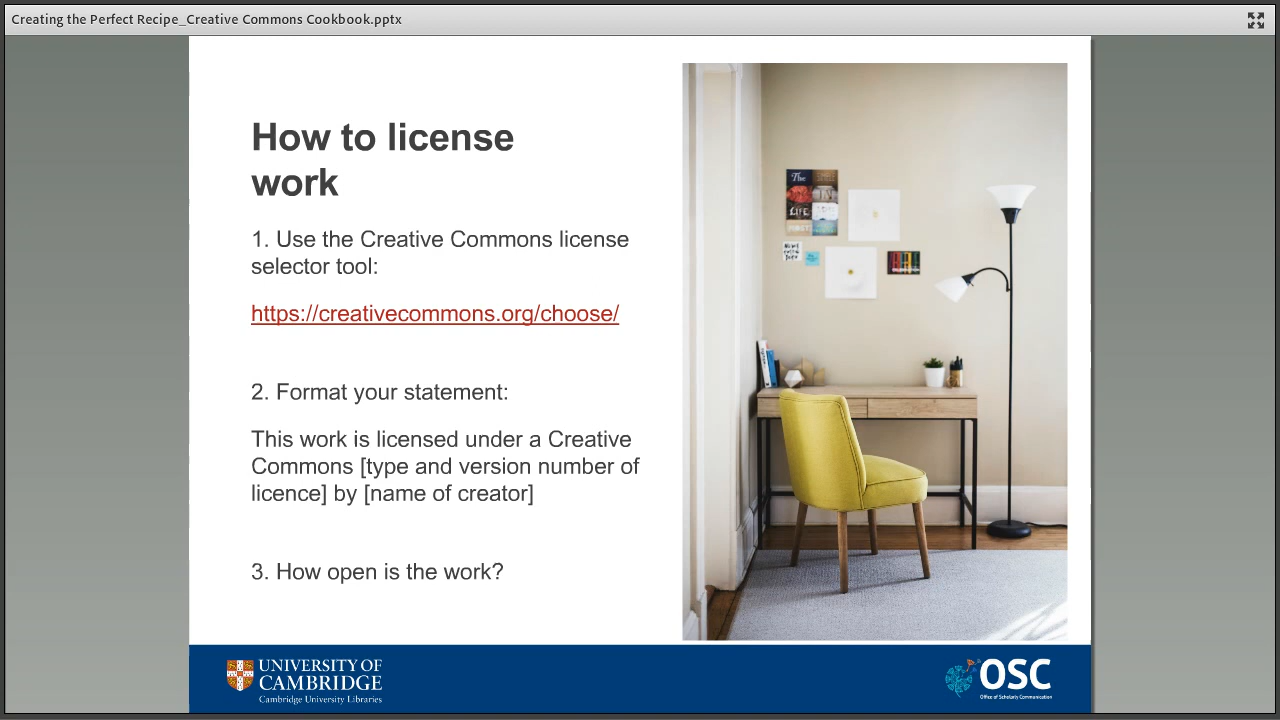 Creating the Perfect Recipe_Creative Commons Cookbook.pptx
How to license
work
1. Use the Creative Commons license
selector tool:
https://creativecommons.org/choose/
2. Format your statement:
This work is licensed under a Creative
Commons [type and version number of
licence] by [name of creator]
3. How open is the work?
The
LIFE
UNIVERSITY OF
CAMBRIDGE
Cambridge University Libraries
OSC
Office of Scholarly Communication